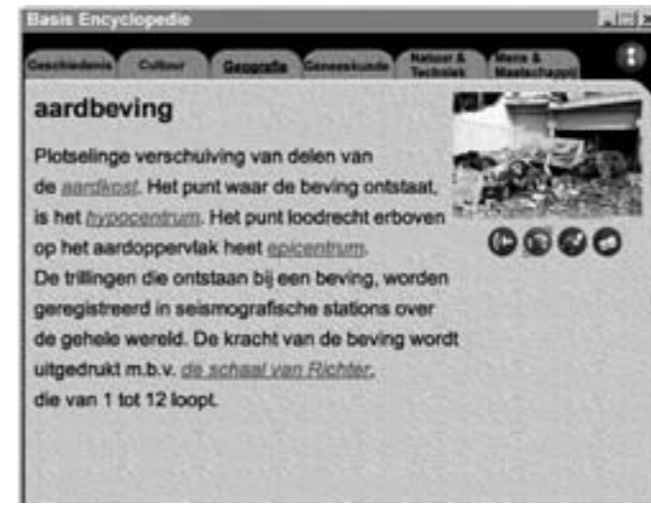 Basis Encyclopedie
Geschiedenis Cultuur Geografie Geneeskunde Natuur & Techniek Mens & Maatschappij
aardbeving
Plotselinge verschuiving van delen van
de aardkost. Het punt waar de beving ontstaat,
is het hypocentrum. Het punt loodrecht erboven
op het aardoppervlak heet epicentrum.
De trillingen die ontstaan bij een beving, worden
geregistreerd in seismografische stations over
de gehele wereld. De kracht van de beving wordt
uitgedrukt m.b.v. de schaal van Richter,
die van 1 tot 12 loopt.